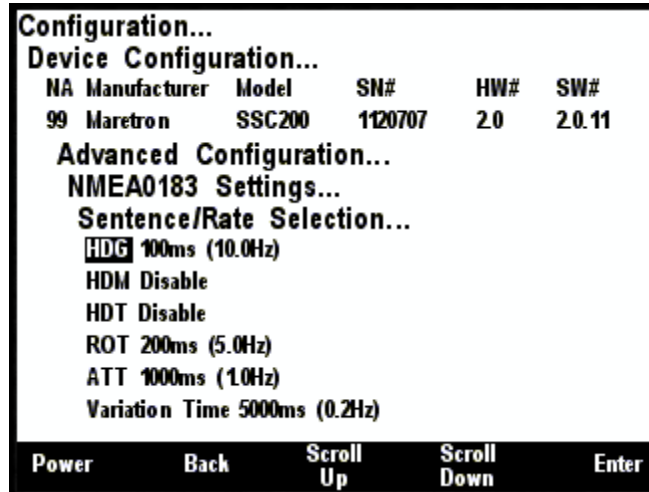 Configuration...
Device Configuration...
NA Manufacturer Model SN# HW# SW#
99 Maretron SSC200 1120707 2.0 2.0.11
Advanced Configuration...
NMEA0183 Settings...
Sentence/Rate Selection...
HDG 100ms (10.0Hz)
HDM Disable
HDT Disable
ROT 200ms (5.0Hz)
ATT 1000ms (1.0Hz)
Variation Time 5000ms (0.2Hz)
Power Back Scroll Up Scroll Down Enter